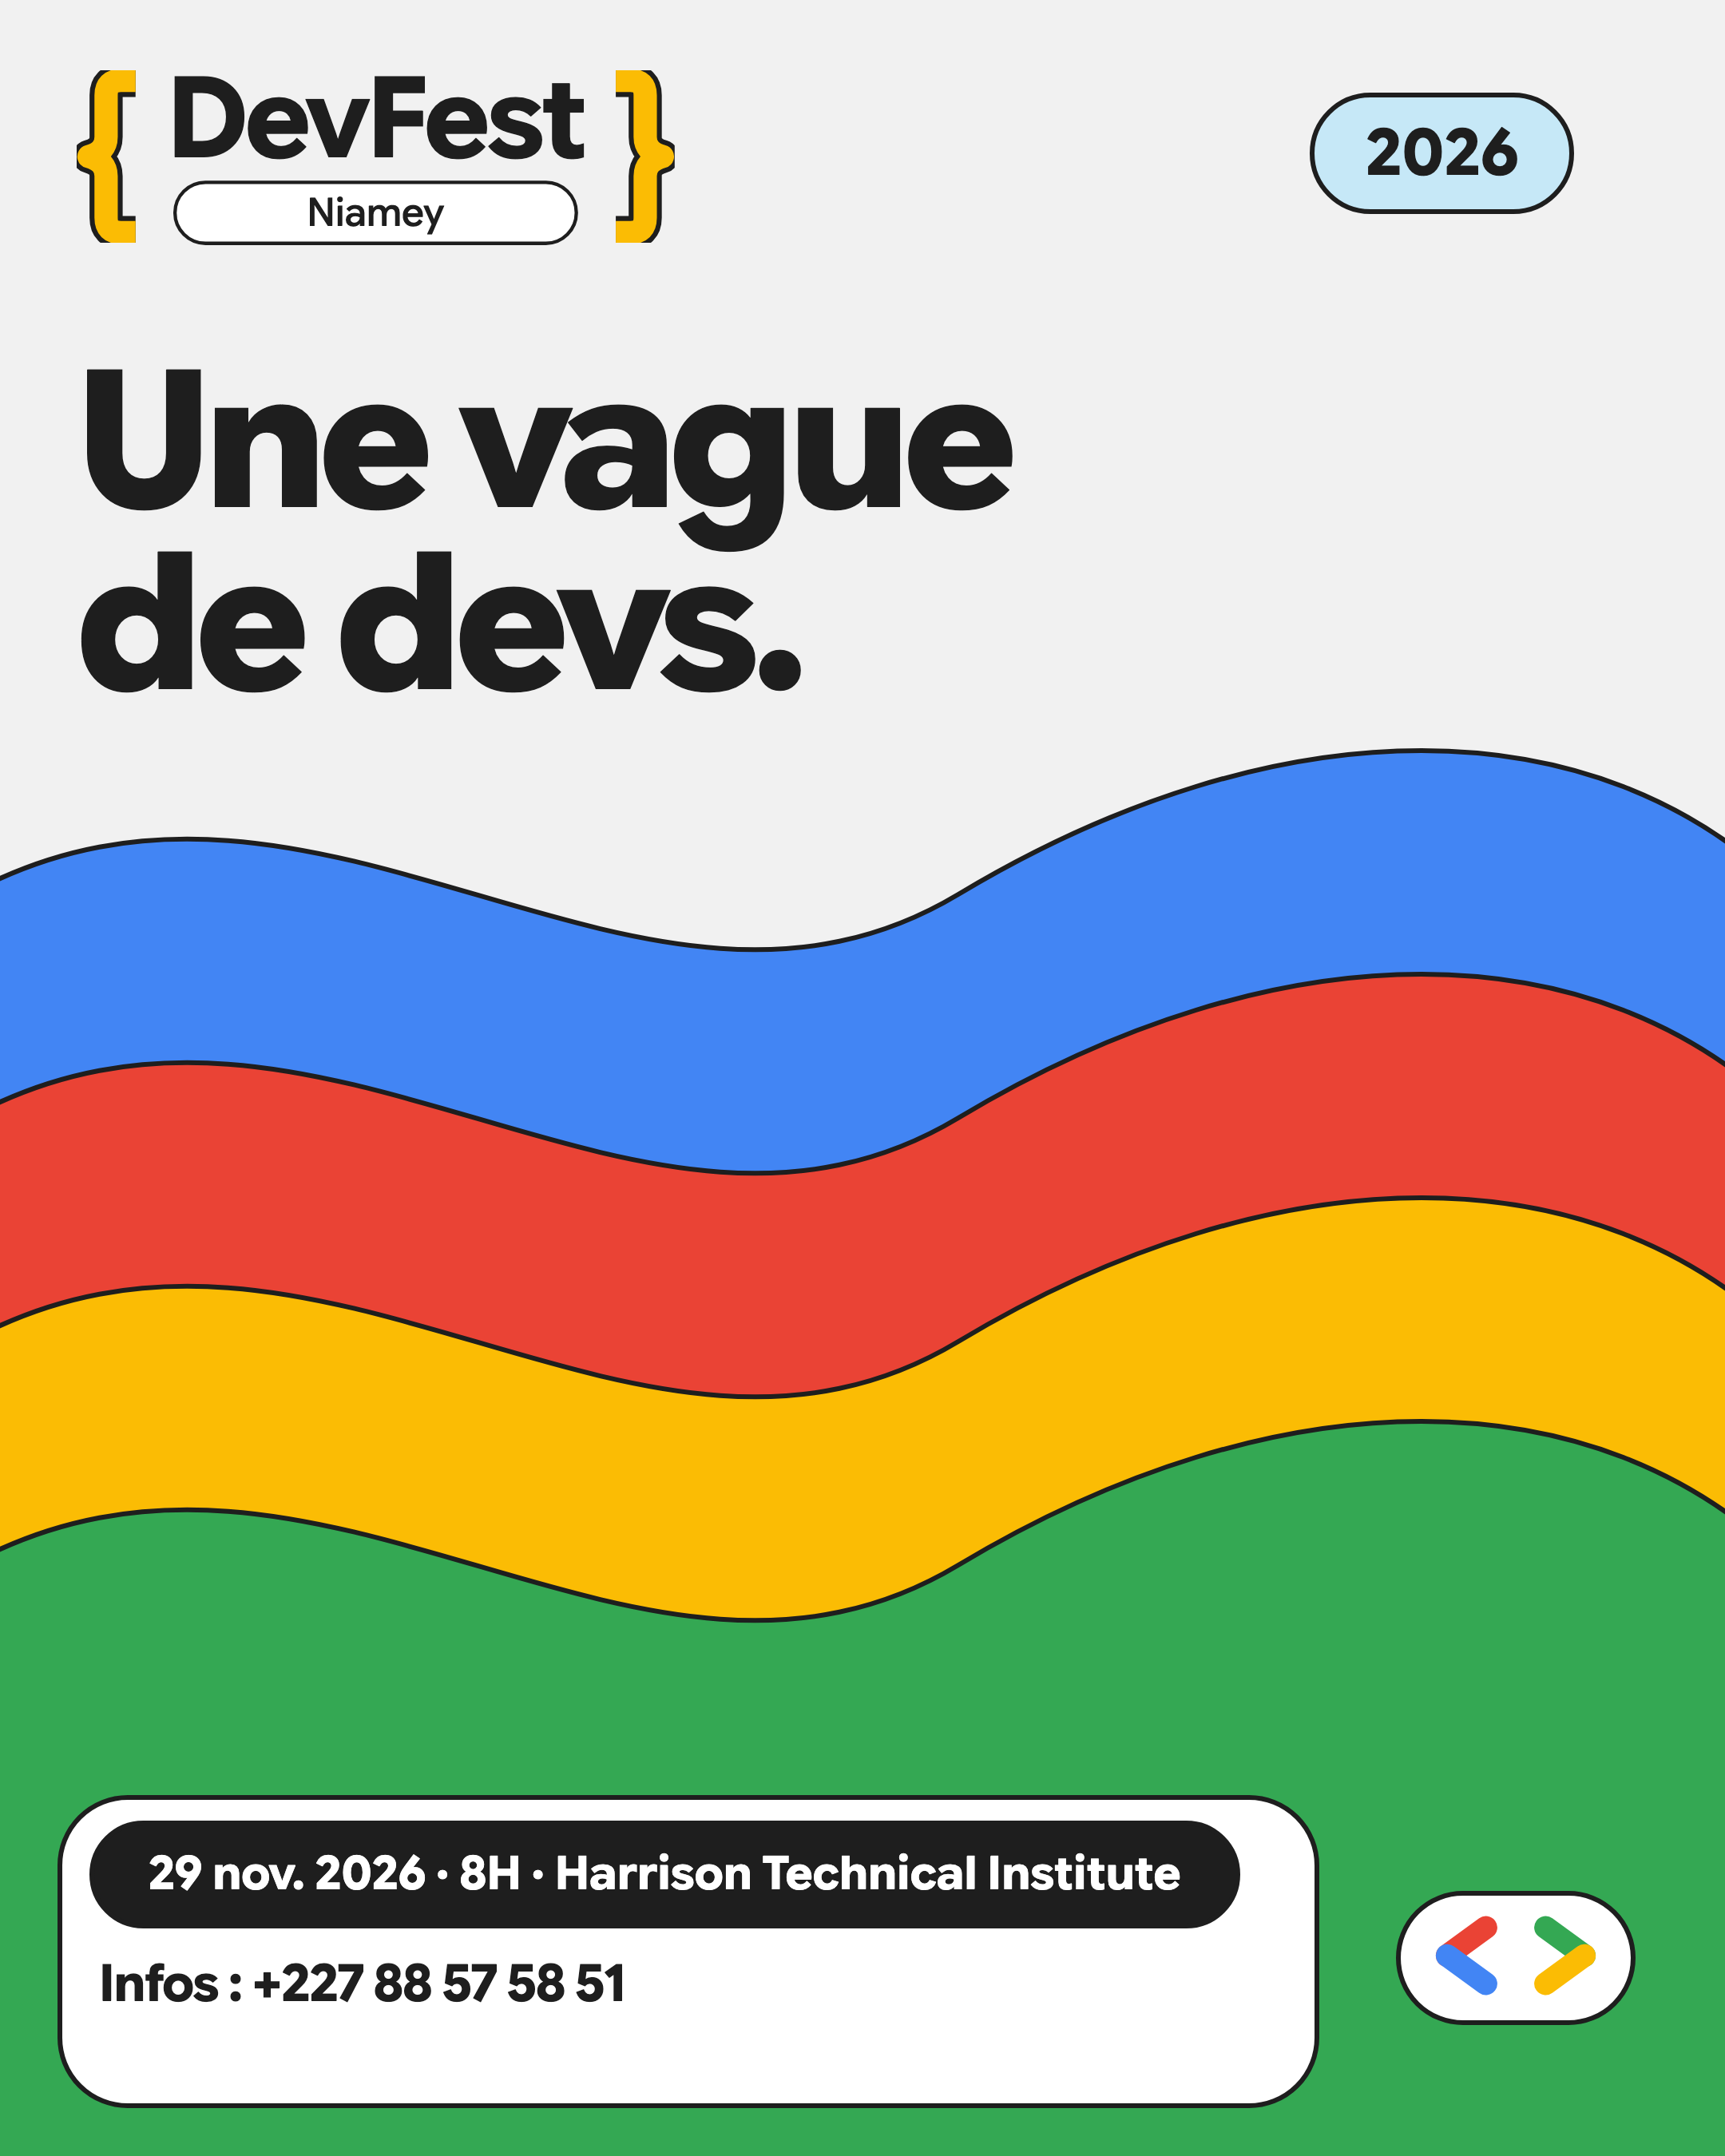 DevFest
Niamey
2026
Une vague
de devs.
29 nov. 2026 · 8H · Harrison Technical Institute
Infos : +227 88 57 58 51